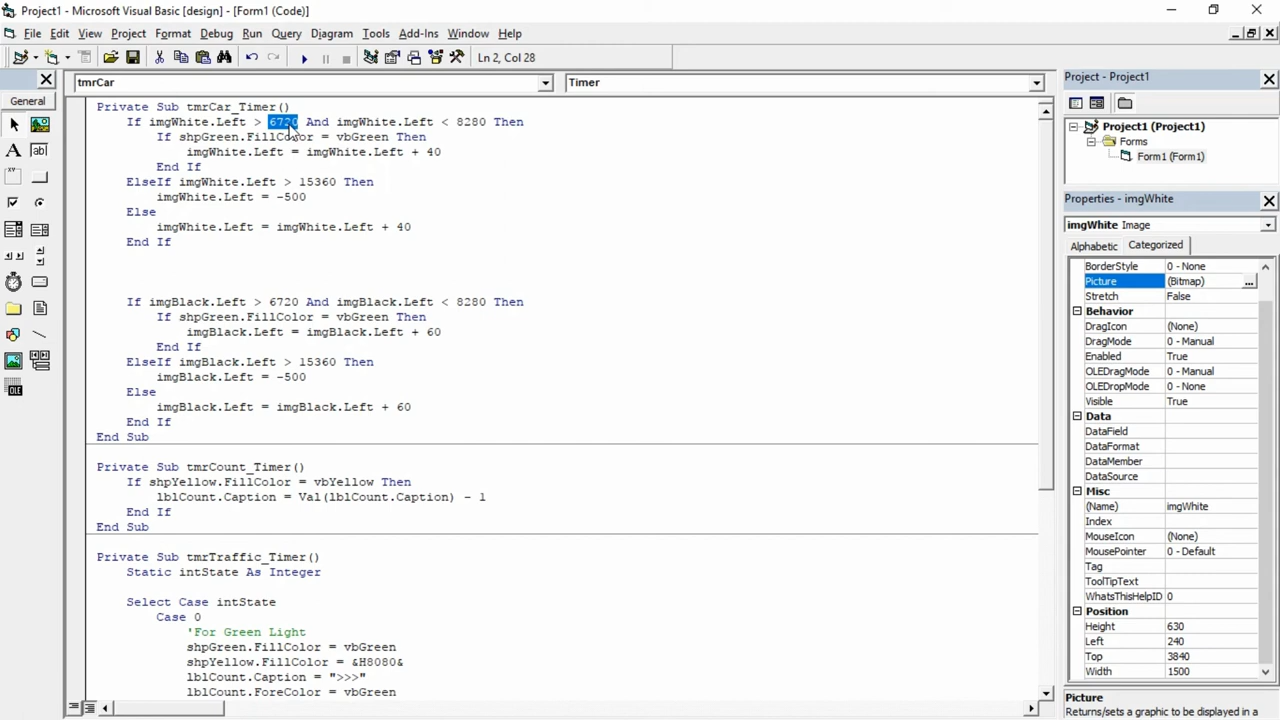 Project1 - Microsoft Visual Basic [design] - [Form1 (Code)]
File Edit View Project Format Debug Run Query Diagram Tools Add-Ins Window Help
Ln 2, Col 28
General
tmrCar
Timer
Private Sub tmrCar_Timer()
If imgWhite.Left > 6720 And imgWhite.Left < 8280 Then
If shpGreen.FillColor = vbGreen Then
imgWhite.Left = imgWhite.Left + 40
End If
ElseIf imgWhite.Left > 15360 Then
imgWhite.Left = -500
Else
imgWhite.Left = imgWhite.Left + 40
End If
If imgBlack.Left > 6720 And imgBlack.Left < 8280 Then
If shpGreen.FillColor = vbGreen Then
imgBlack.Left = imgBlack.Left + 60
End If
ElseIf imgBlack.Left > 15360 Then
imgBlack.Left = -500
Else
imgBlack.Left = imgBlack.Left + 60
End If
End Sub
Private Sub tmrCount_Timer()
If shpYellow.FillColor = vbYellow Then
lblCount.Caption = Val(lblCount.Caption) - 1
End If
End Sub
Private Sub tmrTraffic_Timer()
Static intState As Integer
Select Case intState
Case 0
'For Green Light
shpGreen.FillColor = vbGreen
shpYellow.FillColor = &H8080&
lblCount.Caption = ">>>"
lblCount.ForeColor = vbGreen
Project - Project1
Project1 (Project1)
Forms
Form1 (Form1)
Properties - imgWhite
imgWhite Image
Alphabetic Categorized
BorderStyle 0 - None
Picture (Bitmap) ...
Stretch False
Behavior
DragIcon (None)
DragMode 0 - Manual
Enabled True
OLEDragMode 0 - Manual
OLEDropMode 0 - None
Visible True
Data
DataField
DataFormat
DataMember
DataSource
Misc
(Name) imgWhite
Index
MouseIcon (None)
MousePointer 0 - Default
Tag
ToolTipText
WhatsThisHelpID 0
Position
Height 630
Left 240
Top 3840
Width 1500
Picture
Returns/sets a graphic to be displayed in a